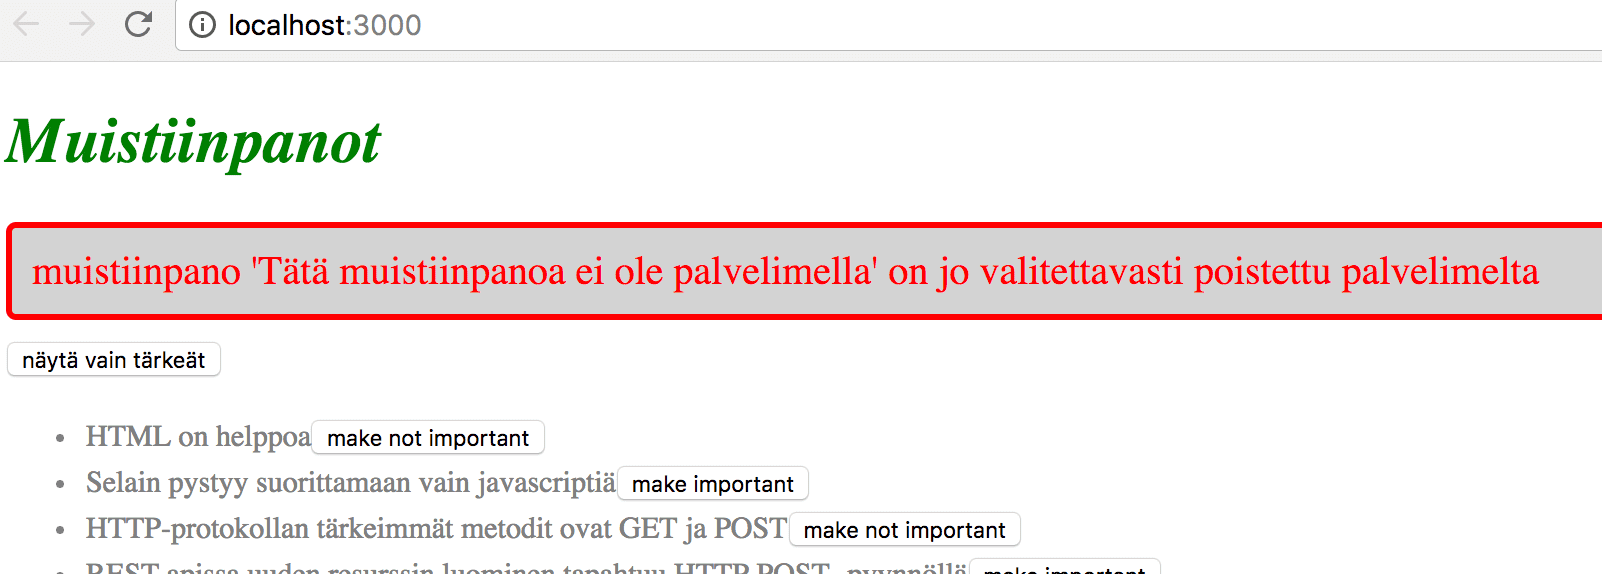 localhost:3000
Muistiinpanot
muistiinpano 'Tätä muistiinpanoa ei ole palvelimella' on jo valitettavasti poistettu palvelimelta
näytä vain tärkeät
HTML on helppoa make not important
Selain pystyy suorittamaan vain javascriptiä make important
HTTP-protokollan tärkeimmät metodit ovat GET ja POST make not important
REST apissa uuden resurssin luominen tapahtuu HTTP POST -pyynnöllä make important